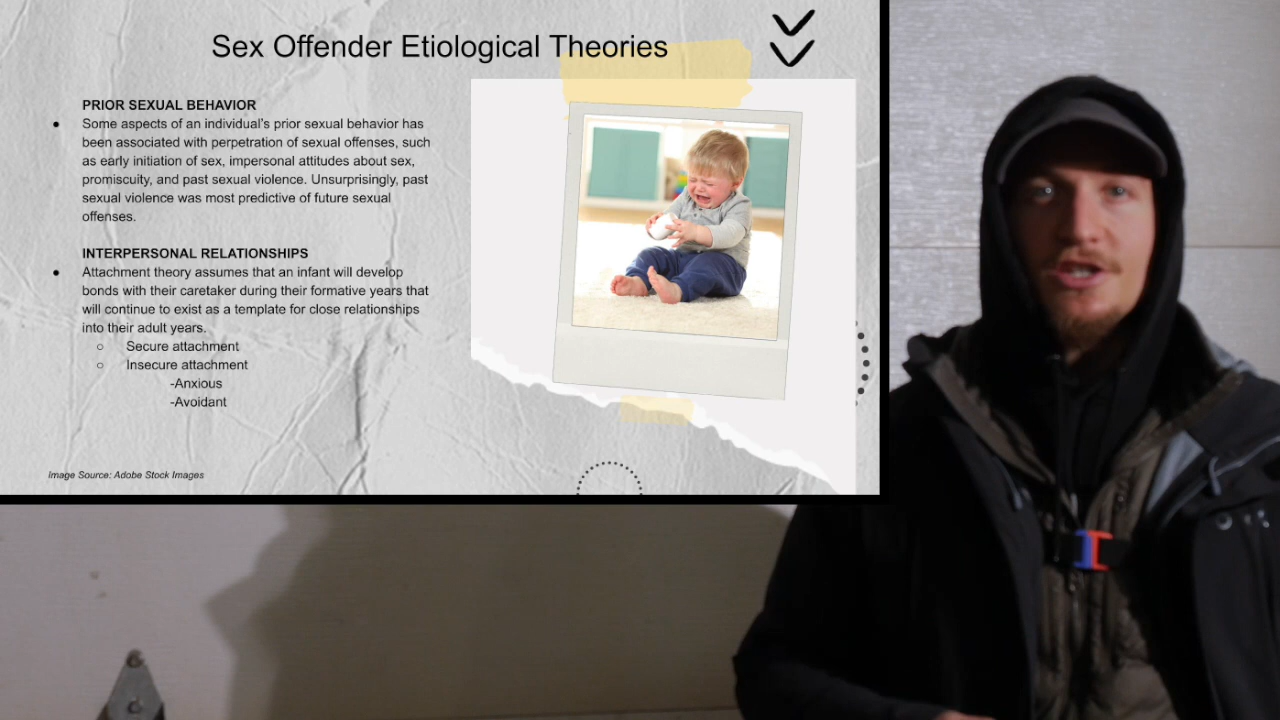 Sex Offender Etiological Theories
PRIOR SEXUAL BEHAVIOR
● Some aspects of an individual's prior sexual behavior has
been associated with perpetration of sexual offenses, such
as early initiation of sex, impersonal attitudes about sex,
promiscuity, and past sexual violence. Unsurprisingly, past
sexual violence was most predictive of future sexual
offenses.
INTERPERSONAL RELATIONSHIPS
● Attachment theory assumes that an infant will develop
bonds with their caretaker during their formative years that
will continue to exist as a template for close relationships
into their adult years.
○ Secure attachment
○ Insecure attachment
-Anxious
-Avoidant
Image Source: Adobe Stock Images